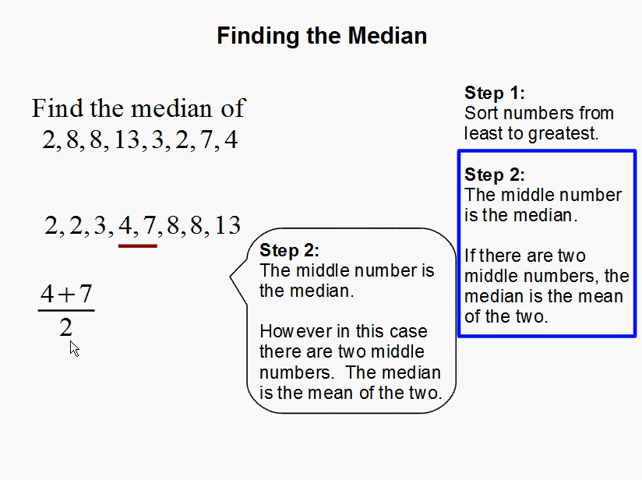 Finding the Median
Find the median of
2, 8, 8, 13, 3, 2, 7, 4
2, 2, 3, 4, 7, 8, 8, 13
4+7
2
Step 2:
The middle number is
the median.
However in this case
there are two middle
numbers. The median
is the mean of the two.
Step 1:
Sort numbers from
least to greatest.
Step 2:
The middle number
is the median.
If there are two
middle numbers, the
median is the mean
of the two.